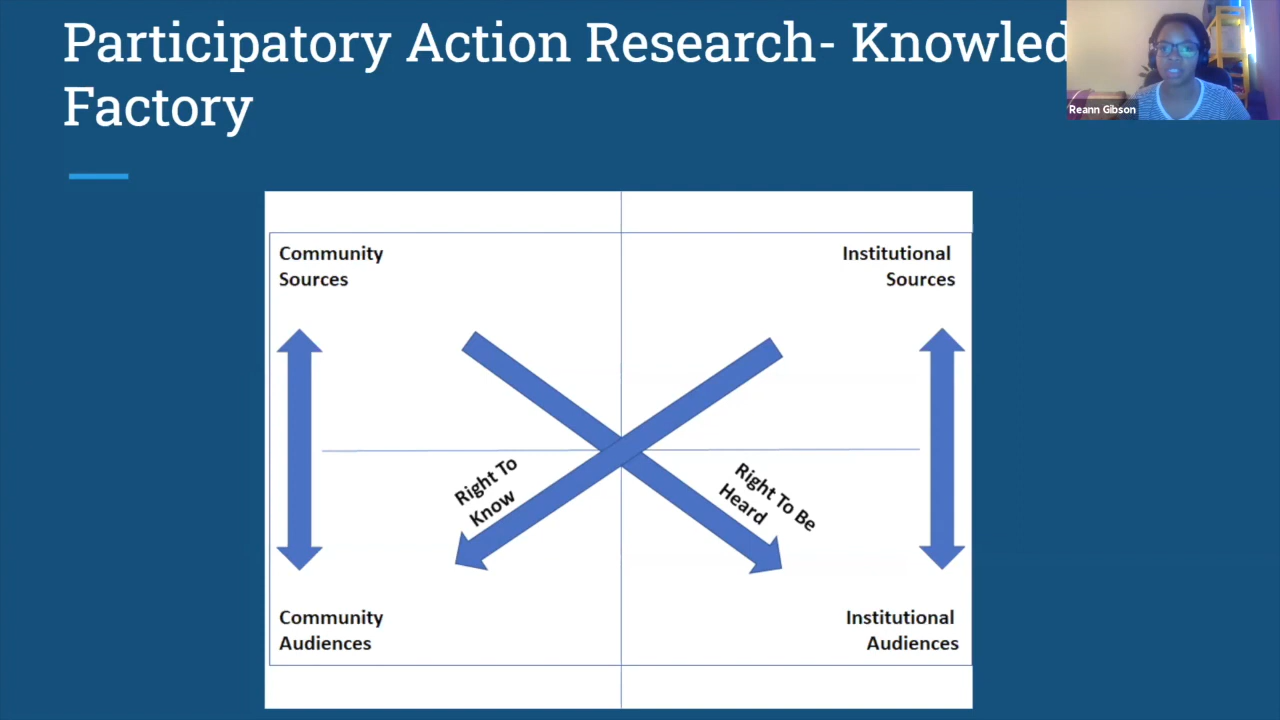 Participatory Action Research- Knowled
Factory
Reann Gibson
Community
Sources
Institutional
Sources
Right To
Know
Right To Be
Heard
Community
Audiences
Institutional
Audiences